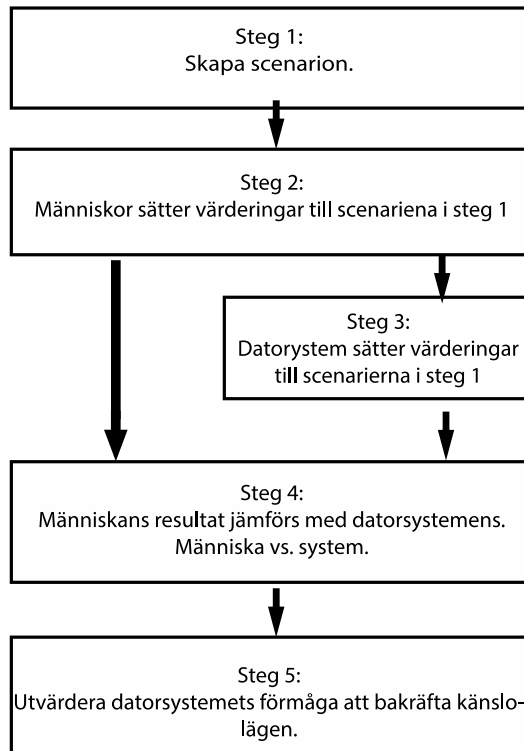 Steg 1:
Skapa scenarion.
Steg 2:
Människor sätter värderingar till scenariena i steg 1
Steg 3:
Datorystem sätter värderingar
till scenarierna i steg 1
Steg 4:
Människans resultat jämförs med datorsystemens.
Människa vs. system.
Steg 5:
Utvärdera datorsystemets förmåga att bakräfta känslo-
lägen.